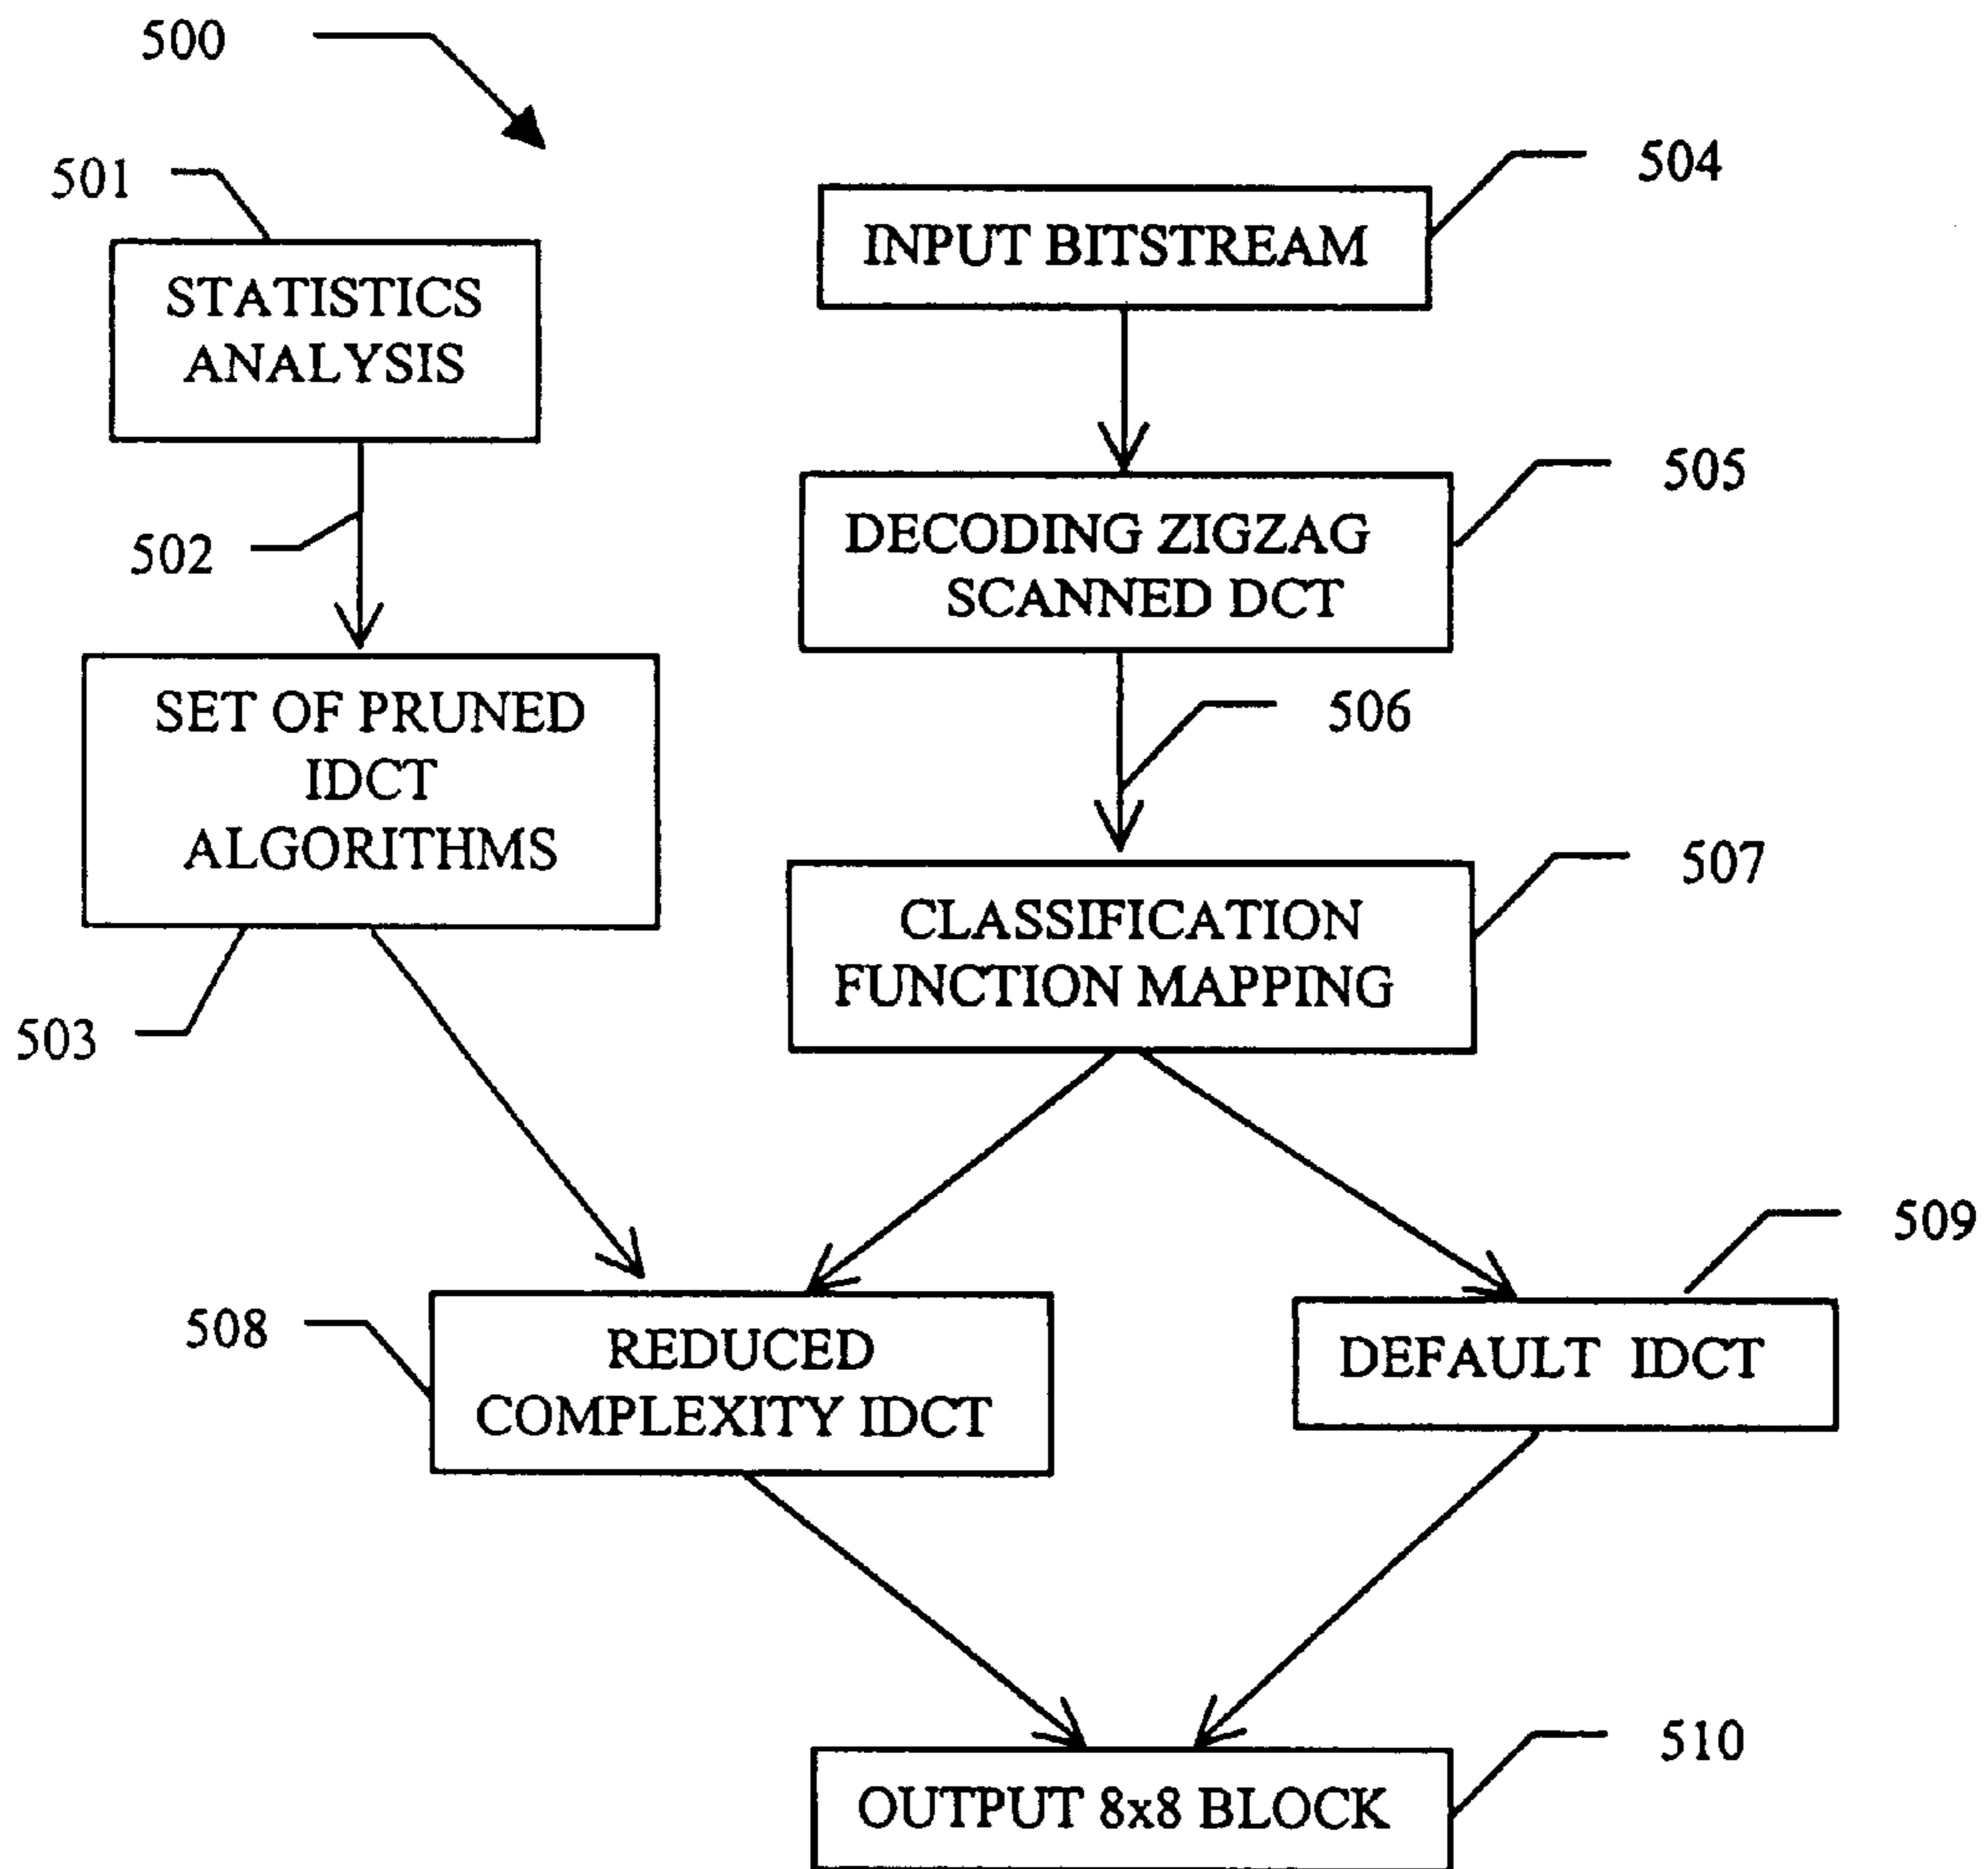 500
501
504
INPUT BITSTREAM
STATISTICS
ANALYSIS
505
DECODING ZIGZAG
SCANNED DCT
502
506
SET OF PRUNED
IDCT
ALGORITHMS
507
CLASSIFICATION
FUNCTION MAPPING
503
509
508
REDUCED
COMPLEXITY IDCT
DEFAULT IDCT
510
OUTPUT 8x8 BLOCK